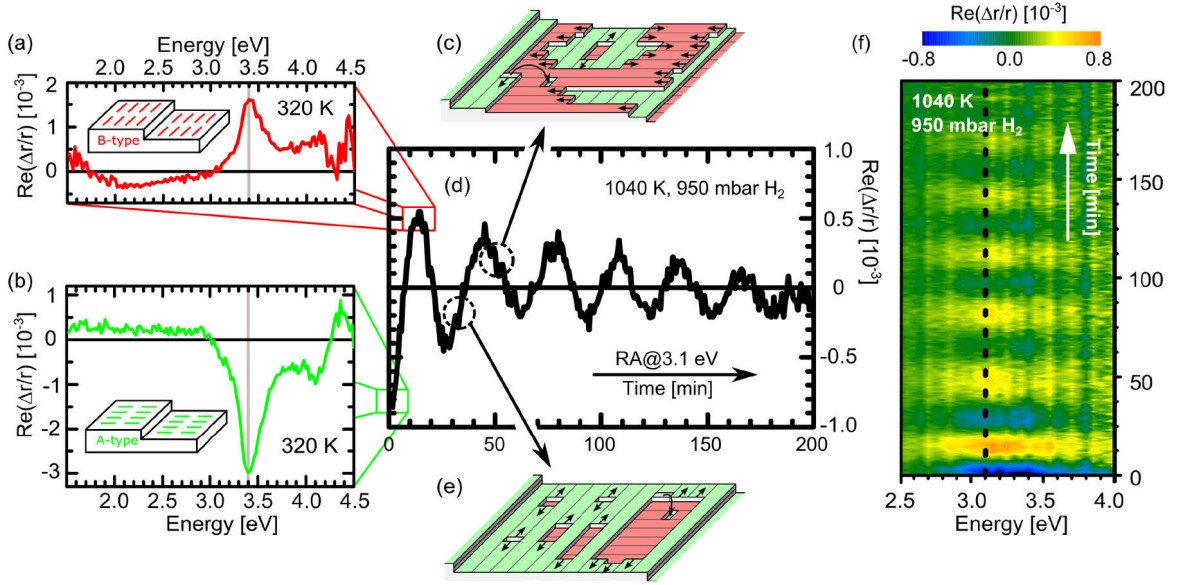 (a)
Energy [eV]
2.0 2.5 3.0 3.5 4.0 4.5
2
1
0
Re(Δr/r) [10⁻³]
320 K
B-type
(b)
1
0
-1
-2
-3
Re(Δr/r) [10⁻³]
A-type
320 K
2.0 2.5 3.0 3.5 4.0 4.5
Energy [eV]
(c)
(d)
1040 K, 950 mbar H₂
1.0
0.5
0
-0.5
-1.0
Re(Δr/r) [10⁻³]
RA@3.1 eV
Time [min]
0 50 100 150 200
(e)
(f)
Re(Δr/r) [10⁻³]
-0.8 0.0 0.8
1040 K
950 mbar H₂
Time [min]
200
150
100
50
0
2.5 3.0 3.5 4.0
Energy [eV]